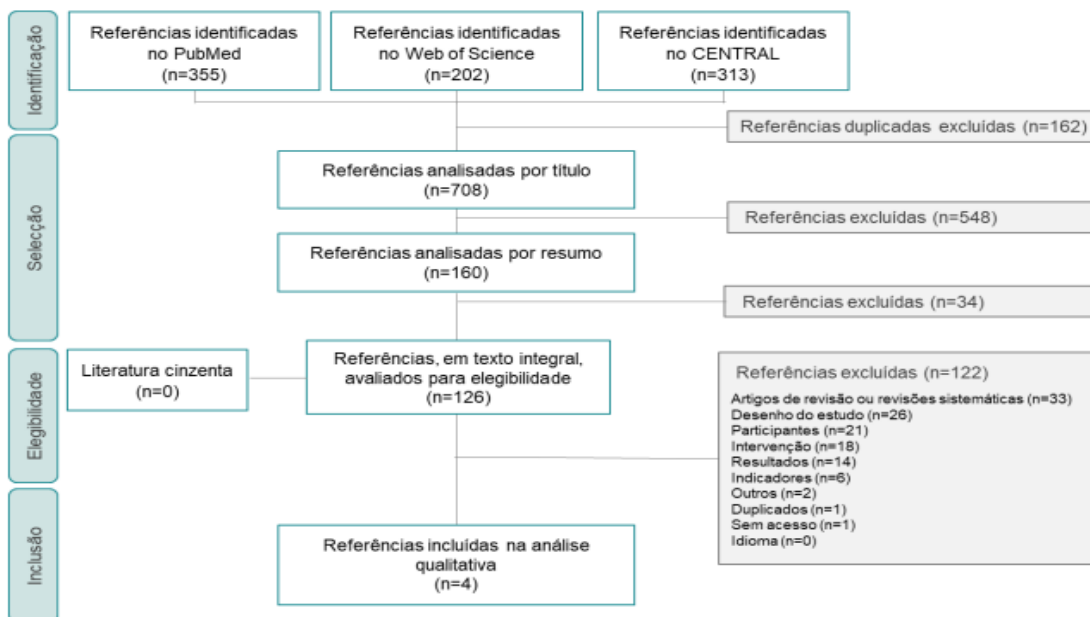 Identificação
Referências identificadas
no PubMed
(n=355)
Referências identificadas
no Web of Science
(n=202)
Referências identificadas
no CENTRAL
(n=313)
Referências duplicadas excluídas (n=162)
Selecção
Referências analisadas por título
(n=708)
Referências excluídas (n=548)
Referências analisadas por resumo
(n=160)
Referências excluídas (n=34)
Elegibilidade
Literatura cinzenta
(n=0)
Referências, em texto integral,
avaliados para elegibilidade
(n=126)
Referências excluídas (n=122)
Artigos de revisão ou revisões sistemáticas (n=33)
Desenho do estudo (n=26)
Participantes (n=21)
Intervenção (n=18)
Resultados (n=14)
Indicadores (n=6)
Outros (n=2)
Duplicados (n=1)
Sem acesso (n=1)
Idioma (n=0)
Inclusão
Referências incluídas na análise
qualitativa
(n=4)